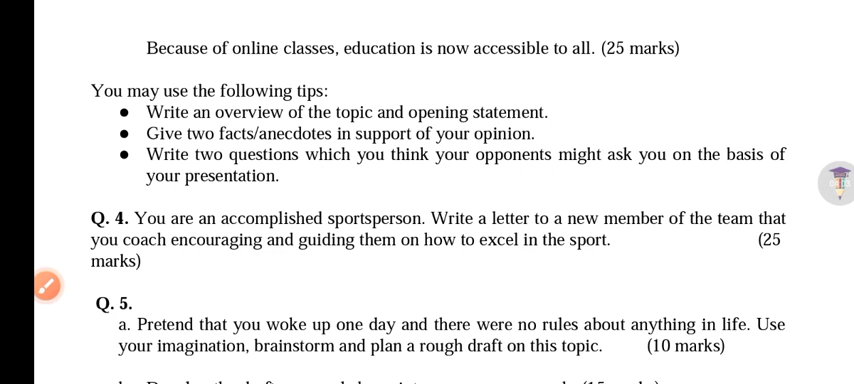 Because of online classes, education is now accessible to all. (25 marks)
You may use the following tips:
● Write an overview of the topic and opening statement.
● Give two facts/anecdotes in support of your opinion.
● Write two questions which you think your opponents might ask you on the basis of
your presentation.
Q. 4. You are an accomplished sportsperson. Write a letter to a new member of the team that
you coach encouraging and guiding them on how to excel in the sport. (25
marks)
Q. 5.
a. Pretend that you woke up one day and there were no rules about anything in life. Use
your imagination, brainstorm and plan a rough draft on this topic. (10 marks)